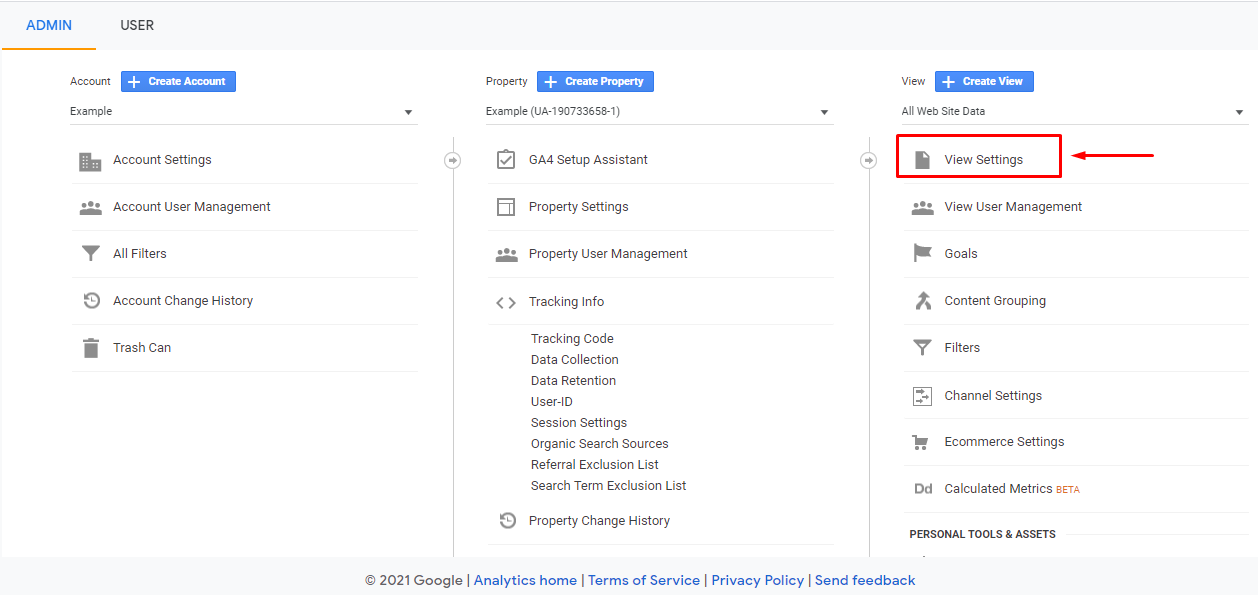 ADMIN USER
Account Create Account
Example
Account Settings
Account User Management
All Filters
Account Change History
Trash Can
Property Create Property
Example (UA-190733658-1)
GA4 Setup Assistant
Property Settings
Property User Management
Tracking Info
Tracking Code
Data Collection
Data Retention
User-ID
Session Settings
Organic Search Sources
Referral Exclusion List
Search Term Exclusion List
Property Change History
View Create View
All Web Site Data
View Settings
View User Management
Goals
Content Grouping
Filters
Channel Settings
Ecommerce Settings
Dd Calculated Metrics BETA
PERSONAL TOOLS & ASSETS
© 2021 Google | Analytics home | Terms of Service | Privacy Policy | Send feedback